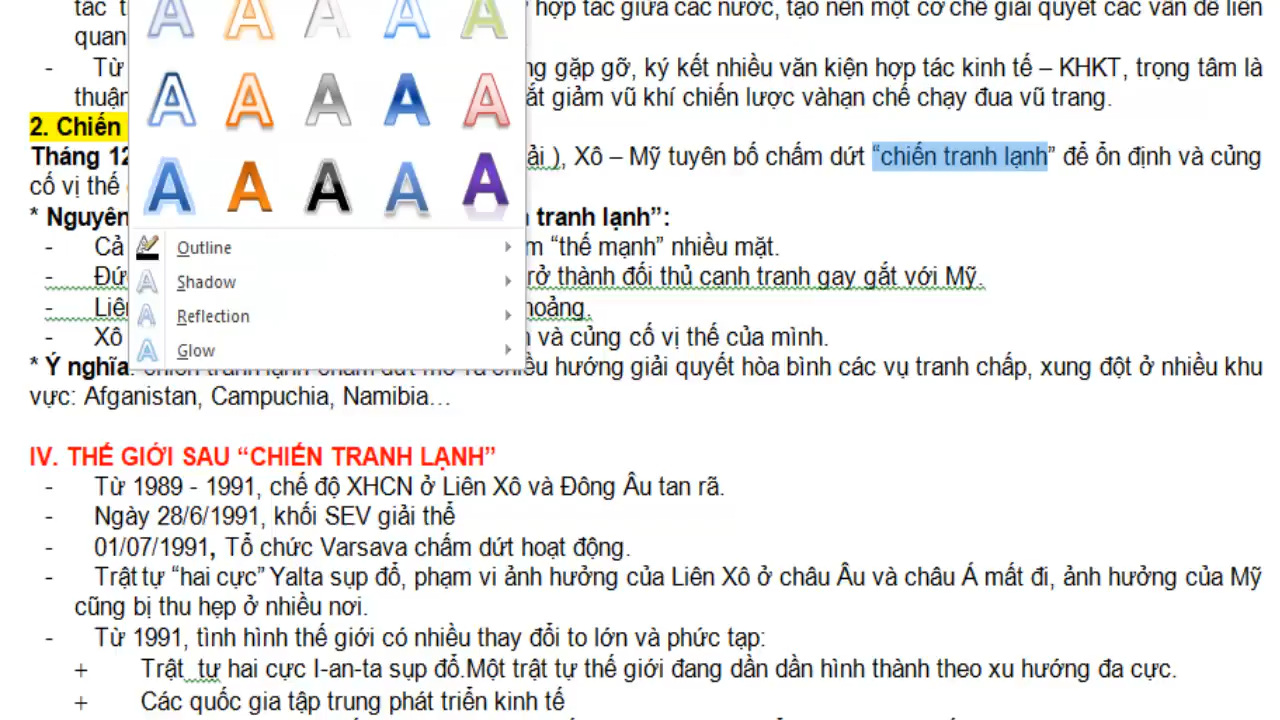 tác hợp tác giữa các nước, tạo nên một cơ chế giải quyết các vấn đề liên
quan
- Từ gặp gỡ, ký kết nhiều văn kiện hợp tác kinh tế – KHKT, trọng tâm là
thuận giảm vũ khí chiến lược vàhạn chế chạy đua vũ trang.
2. Chiến
Tháng 12 ), Xô – Mỹ tuyên bố chấm dứt “chiến tranh lạnh” để ổn định và củng
cố vị thế
* Nguyên tranh lạnh”:
- Cả “thế mạnh” nhiều mặt.
- thành đối thủ cạnh tranh gay gắt với Mỹ.
-
- Xô và củng cố vị thế của mình.
* Ý nghĩa hướng giải quyết hòa bình các vụ tranh chấp, xung đột ở nhiều khu
vực: Afganistan, Campuchia, Namibia…
Outline
Shadow
Reflection
Glow
IV. THẾ GIỚI SAU “CHIẾN TRANH LẠNH”
- Từ 1989 - 1991, chế độ XHCN ở Liên Xô và Đông Âu tan rã.
- Ngày 28/6/1991, khối SEV giải thể
- 01/07/1991, Tổ chức Varsava chấm dứt hoạt động.
- Trật tự “hai cực” Yalta sụp đổ, phạm vi ảnh hưởng của Liên Xô ở châu Âu và châu Á mất đi, ảnh hưởng của Mỹ
cũng bị thu hẹp ở nhiều nơi.
- Từ 1991, tình hình thế giới có nhiều thay đổi to lớn và phức tạp:
+ Trật tự hai cực I-an-ta sụp đổ.Một trật tự thế giới đang dần dần hình thành theo xu hướng đa cực.
+ Các quốc gia tập trung phát triển kinh tế